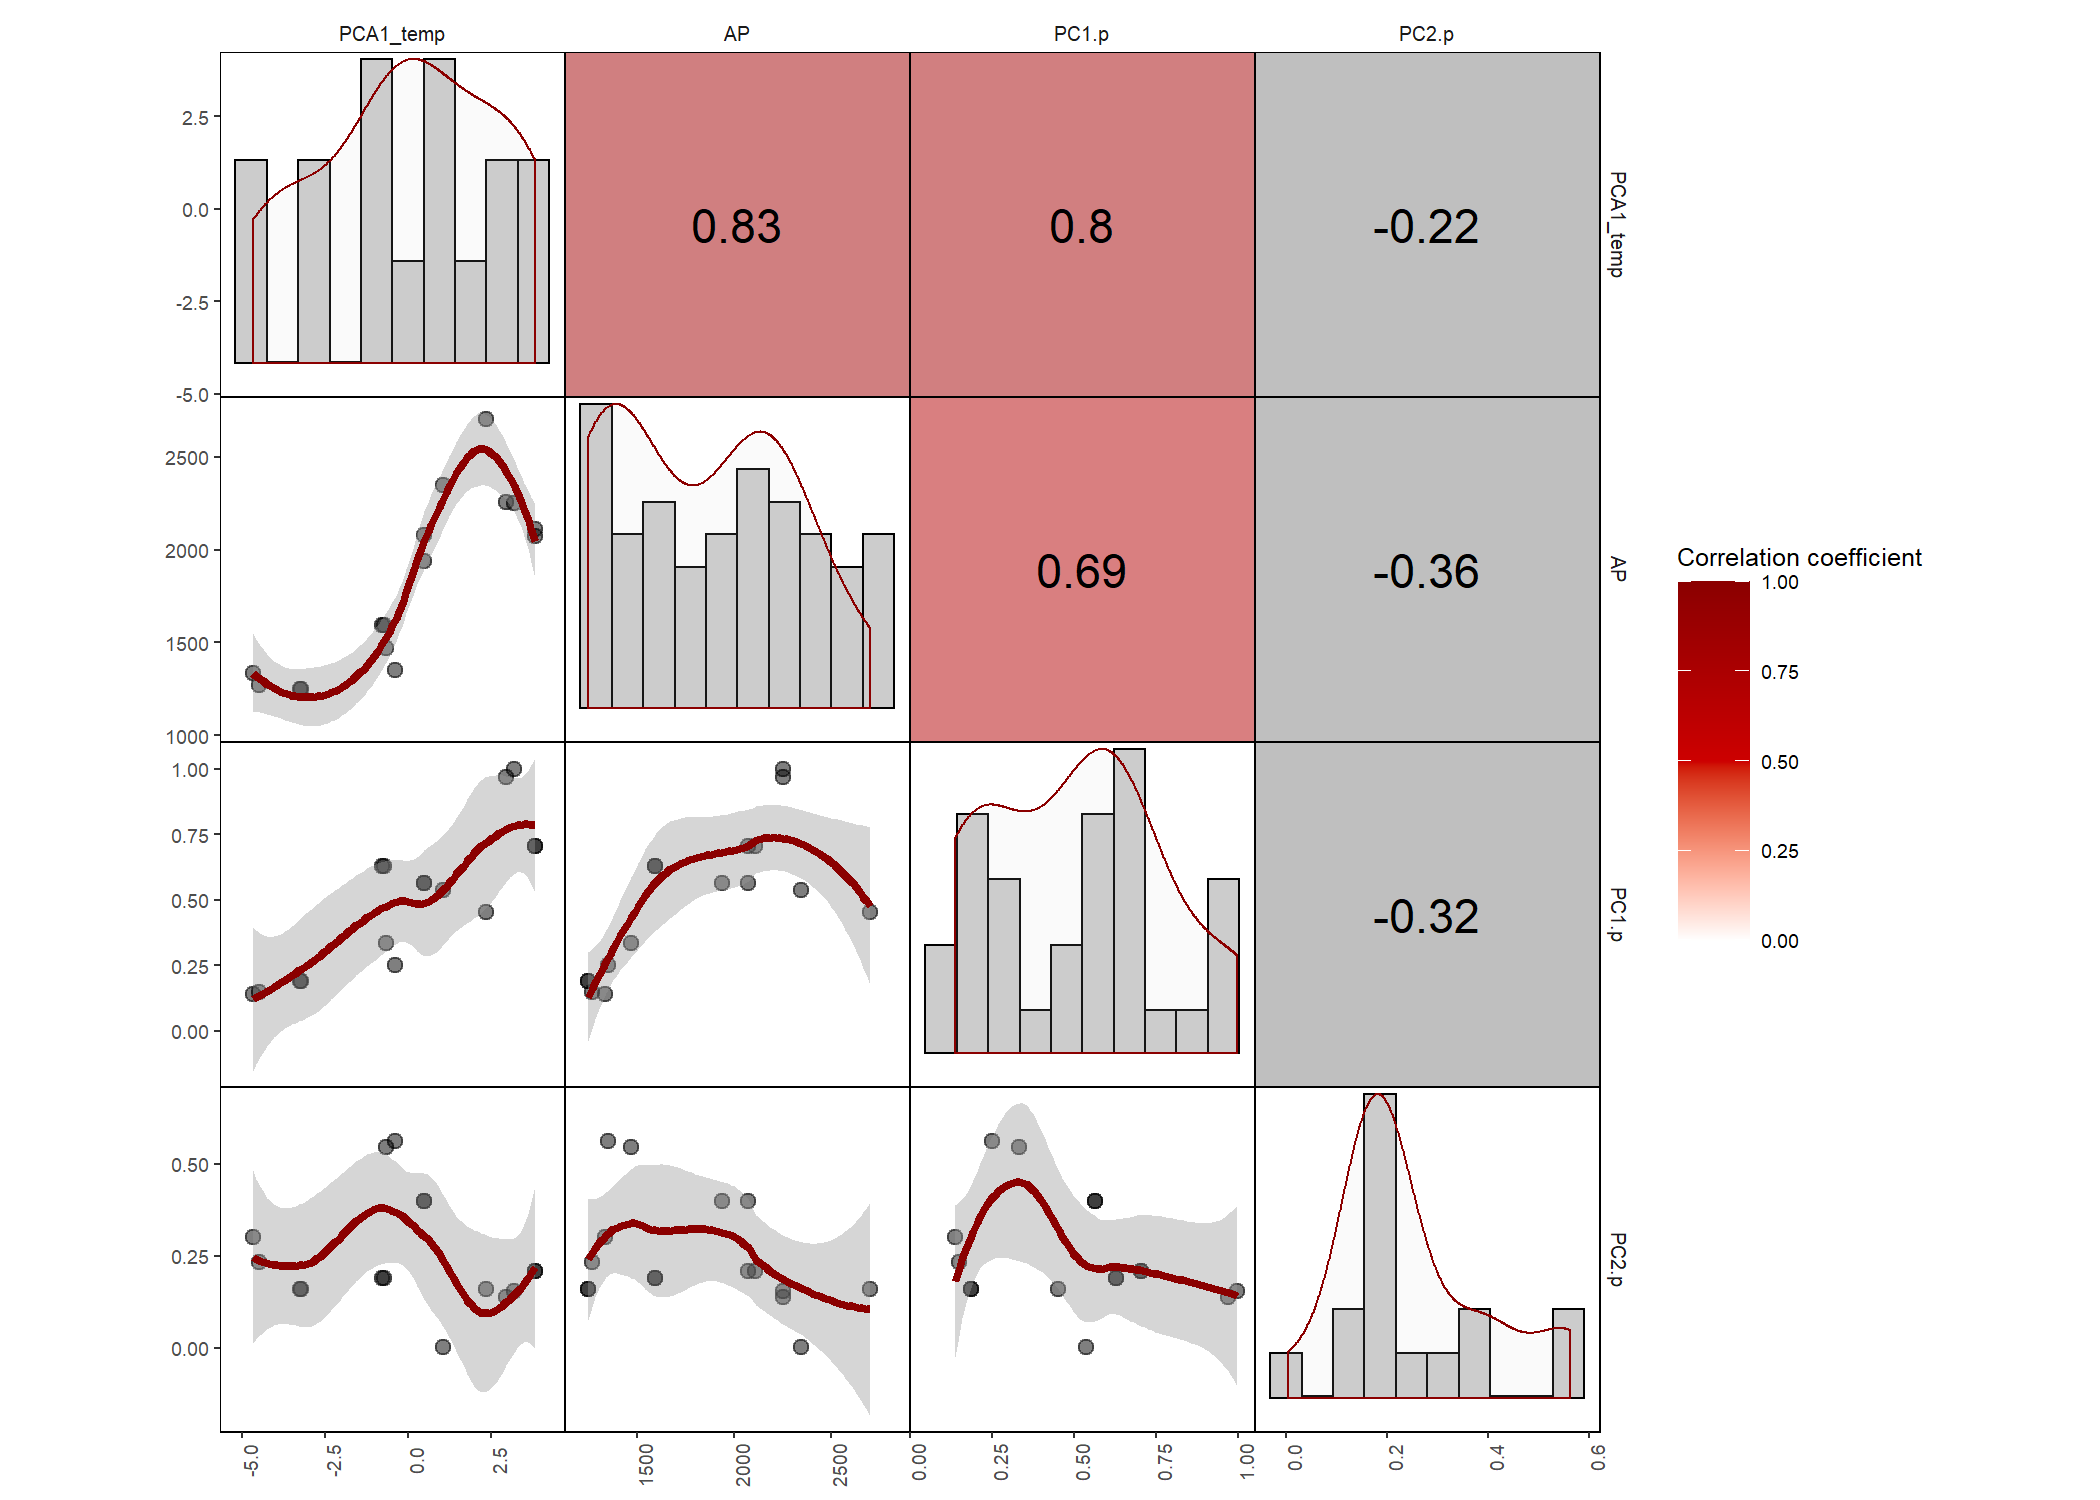 PCA1_temp AP PC1.p PC2.p
2.5
0.0
-2.5
-5.0
0.83 0.8 -0.22
PCA1_temp
2500
2000
1500
1000
0.69 -0.36
AP
Correlation coefficient
1.00
0.75
0.50
0.25
0.00
1.00
0.75
0.50
0.25
0.00
-0.32
PC1.p
0.50
0.25
0.00
PC2.p
-5.0 -2.5 0.0 2.5 1500 2000 2500 0.00 0.25 0.50 0.75 1.00 0.0 0.2 0.4 0.6